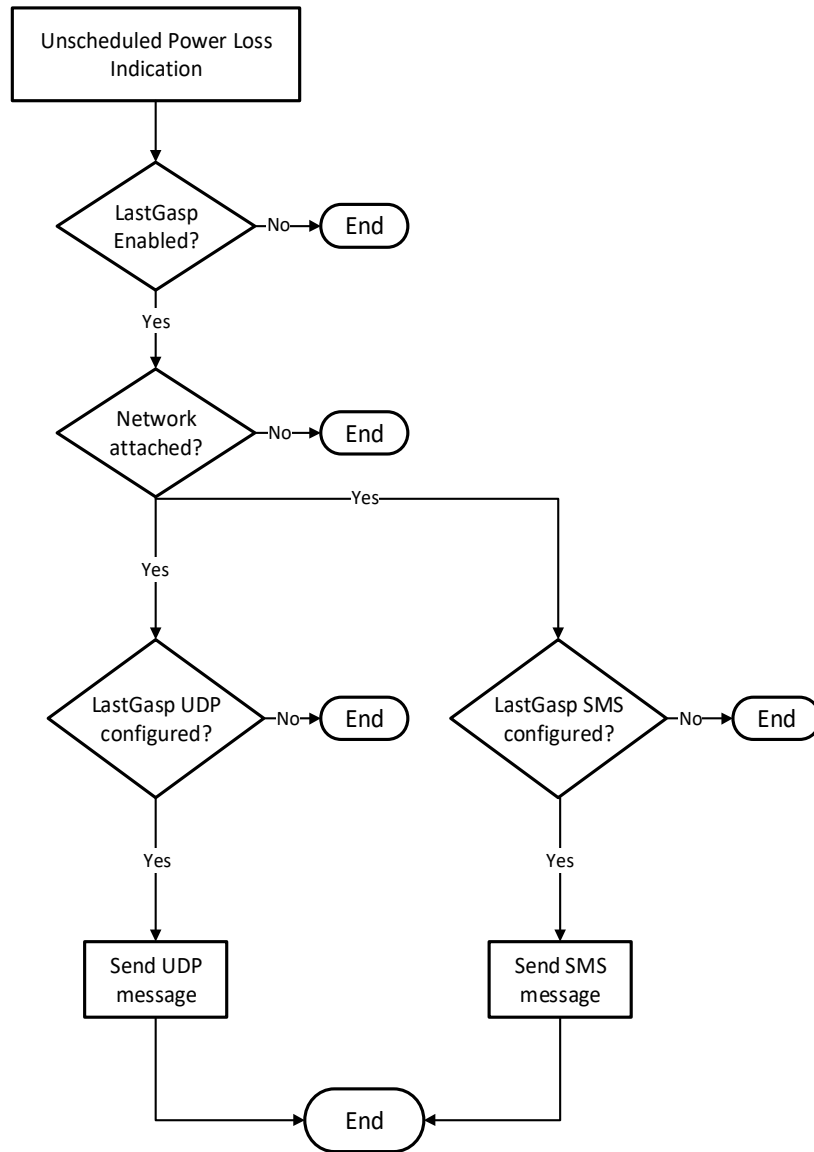 Unscheduled Power Loss
Indication
LastGasp
Enabled?
No
End
Yes
Network
attached?
No
End
Yes
Yes
LastGasp UDP
configured?
No
End
LastGasp SMS
configured?
No
End
Yes
Yes
Send UDP
message
Send SMS
message
End